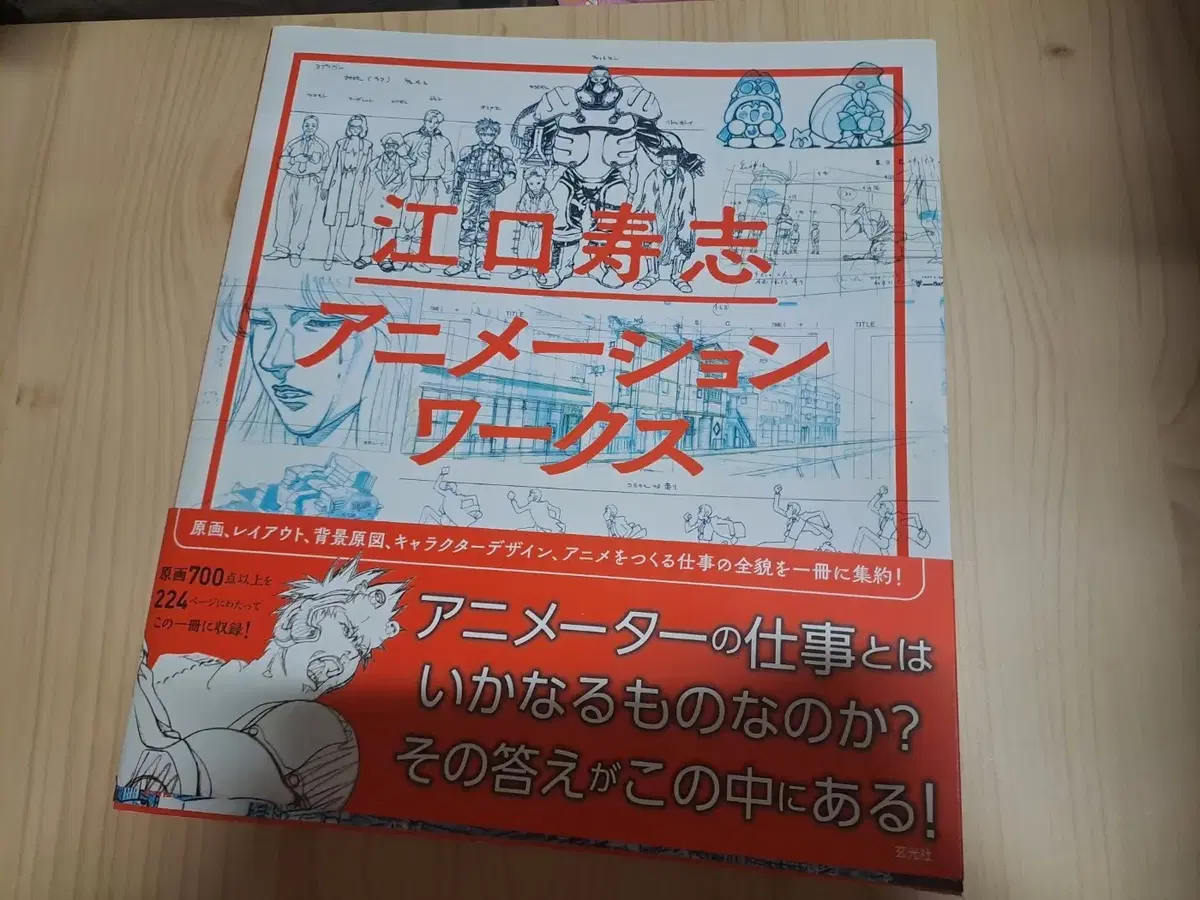 江口寿志
アニメーション
ワークス
TITLE
TITLE
原画、レイアウト、背景原図、キャラクターデザイン、アニメをつくる仕事の全貌を一冊に集約!
原画700点以上を
224ページにわたって
この一冊に収録!
アニメーターの仕事とは
いかなるものなのか?
その答えがこの中にある!
玄光社